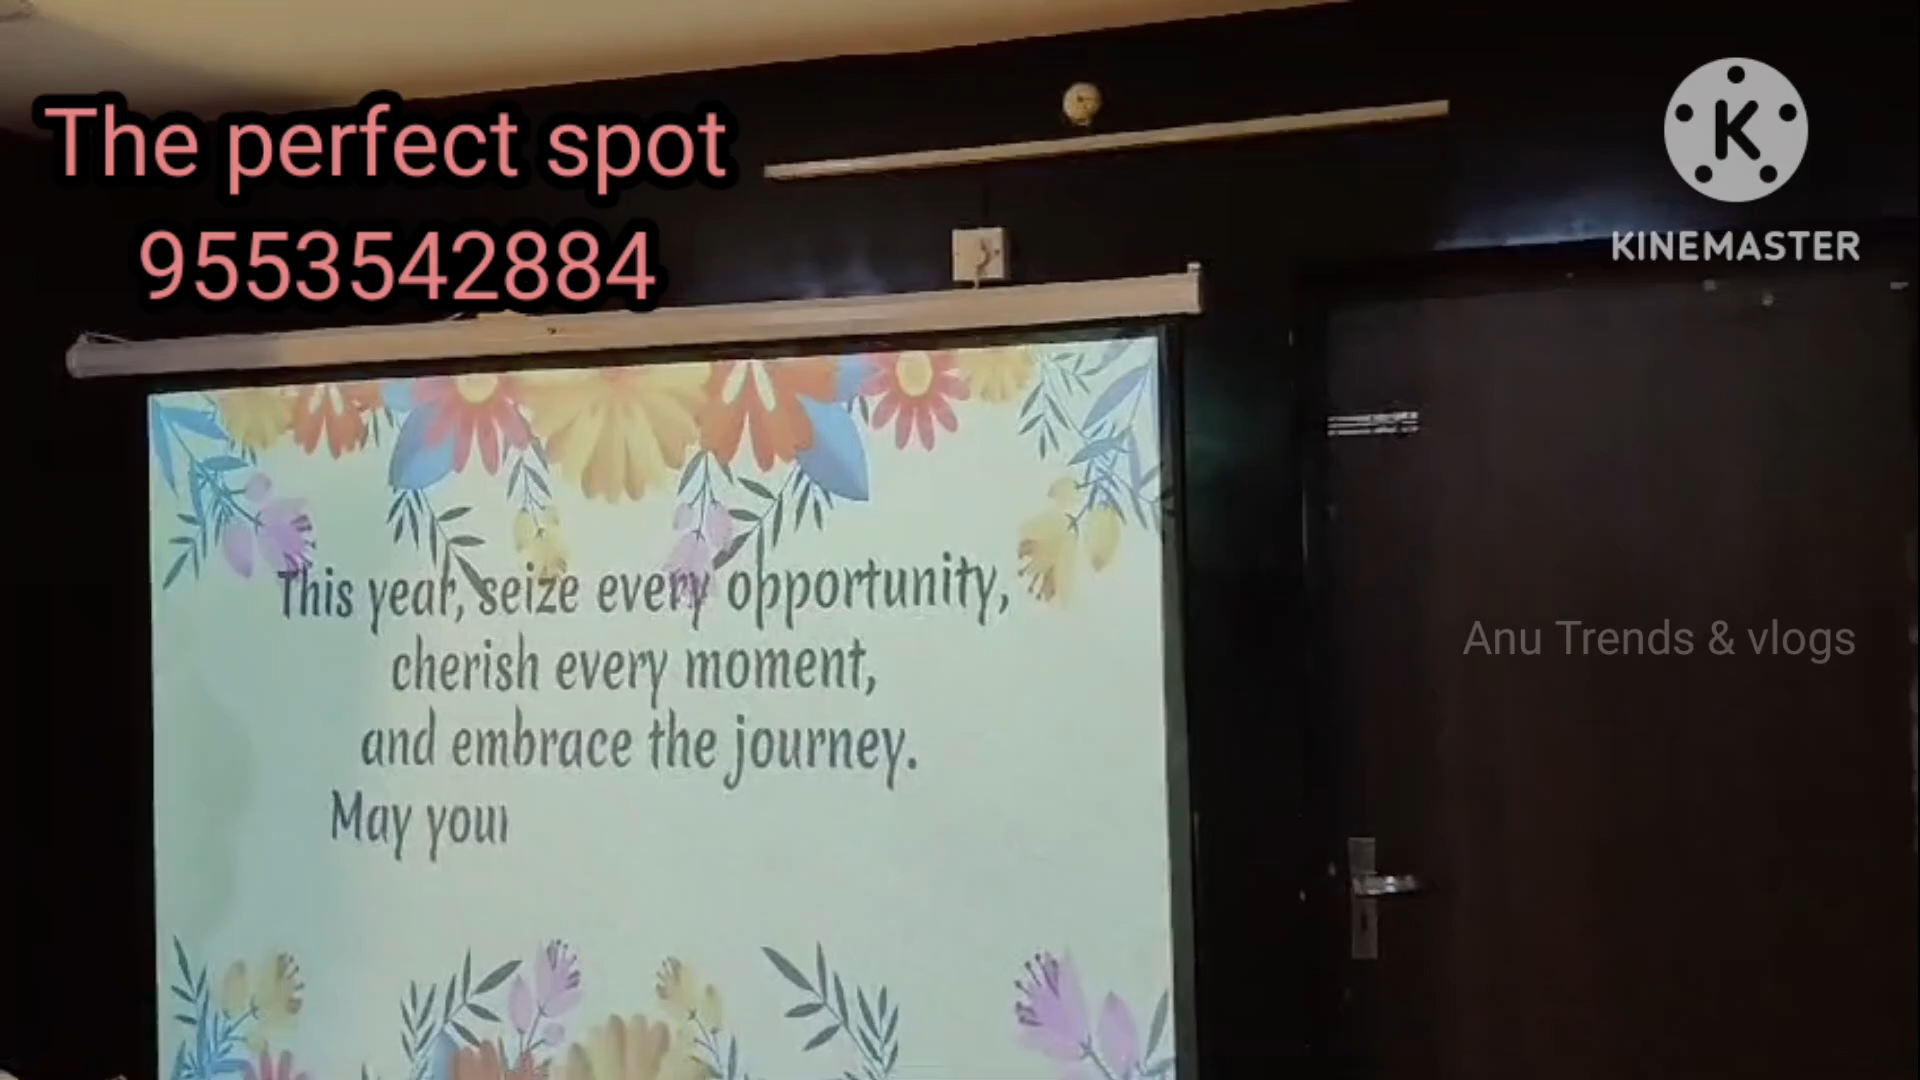 The perfect spot
9553542884
KINEMASTER
This year, seize every opportunity,
cherish every moment,
and embrace the journey.
May your
Anu Trends & vlogs